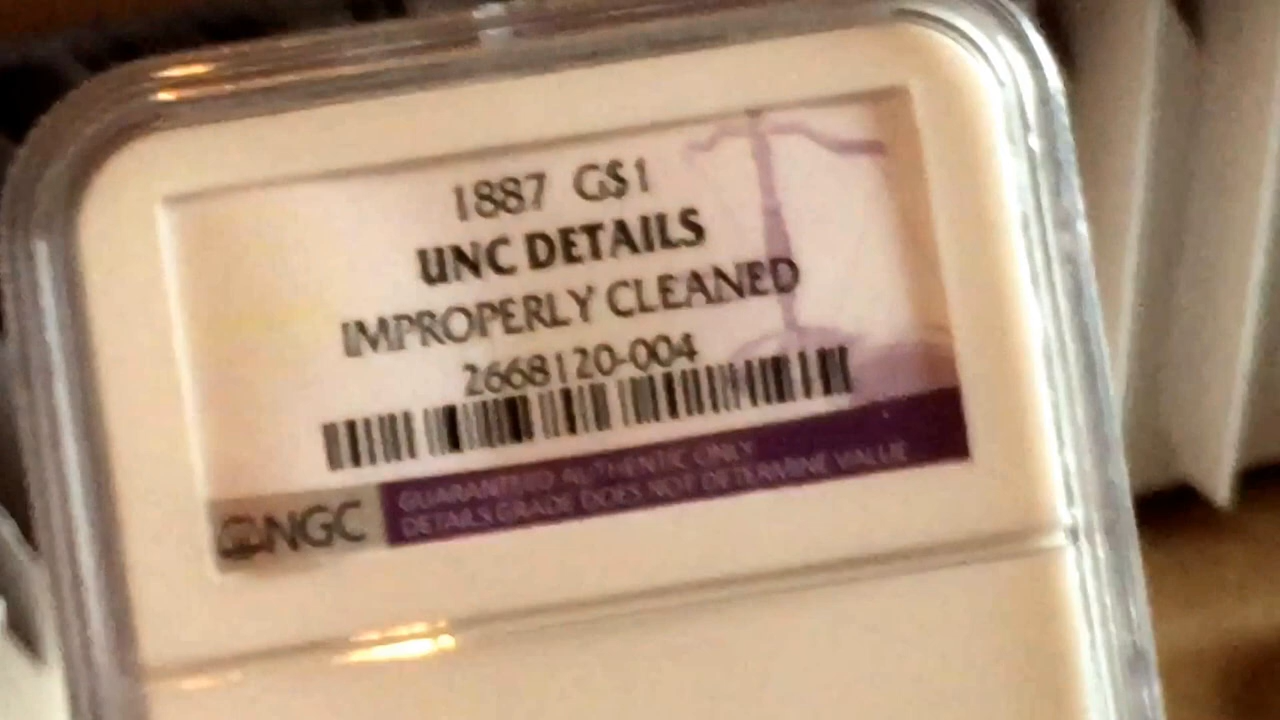 1887 G$1
UNC DETAILS
IMPROPERLY CLEANED
2668120-004
NGC
GUARANTEED AUTHENTIC ONLY
DETAILS GRADE DOES NOT DETERMINE VALUE